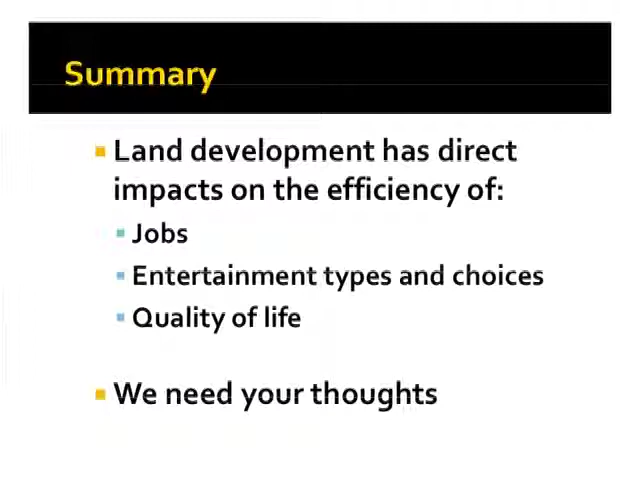 Summary
Land development has direct
impacts on the efficiency of:
Jobs
Entertainment types and choices
Quality of life
We need your thoughts